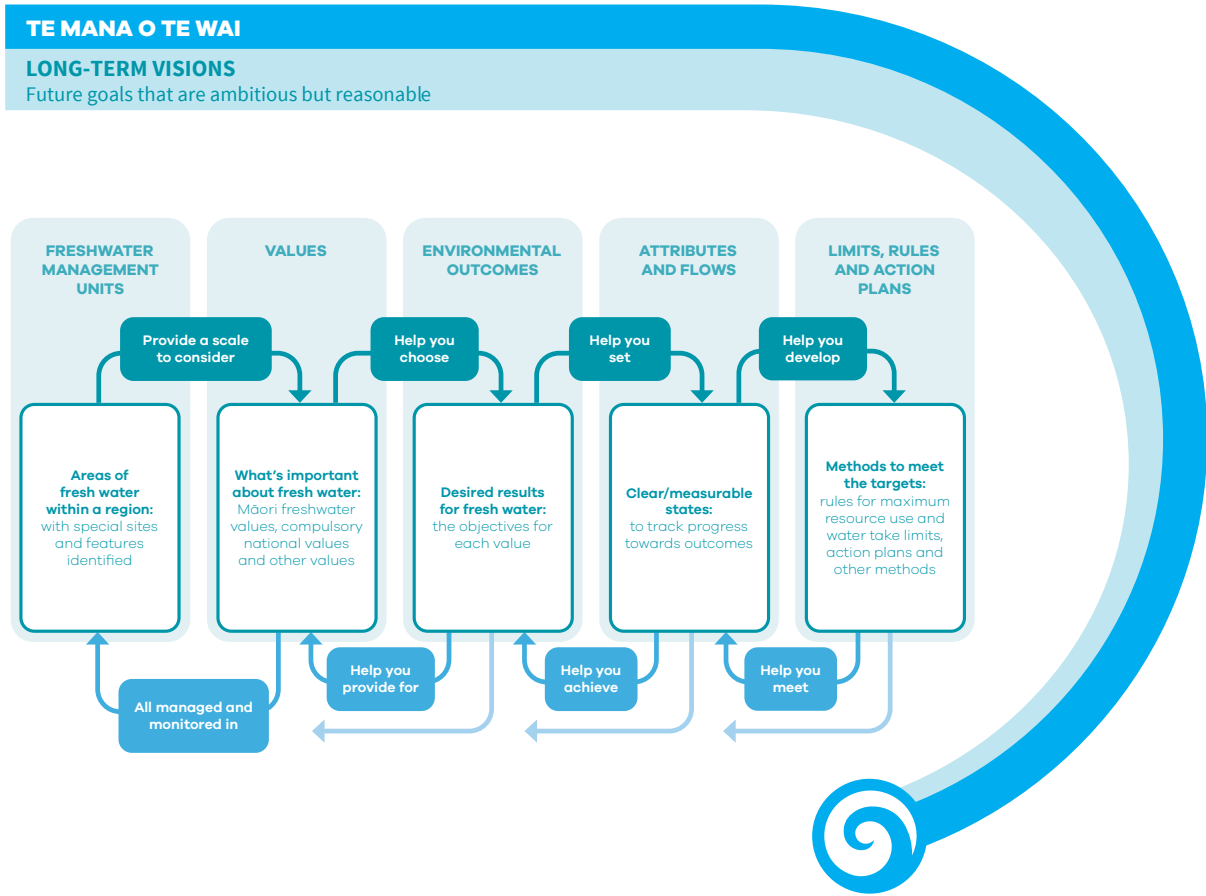 TE MANA O TE WAI
LONG-TERM VISIONS
Future goals that are ambitious but reasonable
FRESHWATER
MANAGEMENT
UNITS
VALUES
ENVIRONMENTAL
OUTCOMES
ATTRIBUTES
AND FLOWS
LIMITS, RULES
AND ACTION
PLANS
Provide a scale
to consider
Help you
choose
Help you
set
Help you
develop
Areas of
fresh water
within a region:
with special sites
and features
identified
What's important
about fresh water:
Māori freshwater
values, compulsory
national values
and other values
Desired results
for fresh water:
the objectives for
each value
Clear/measurable
states:
to track progress
towards outcomes
Methods to meet
the targets:
rules for maximum
resource use and
water take limits,
action plans and
other methods
All managed and
monitored in
Help you
provide for
Help you
achieve
Help you
meet